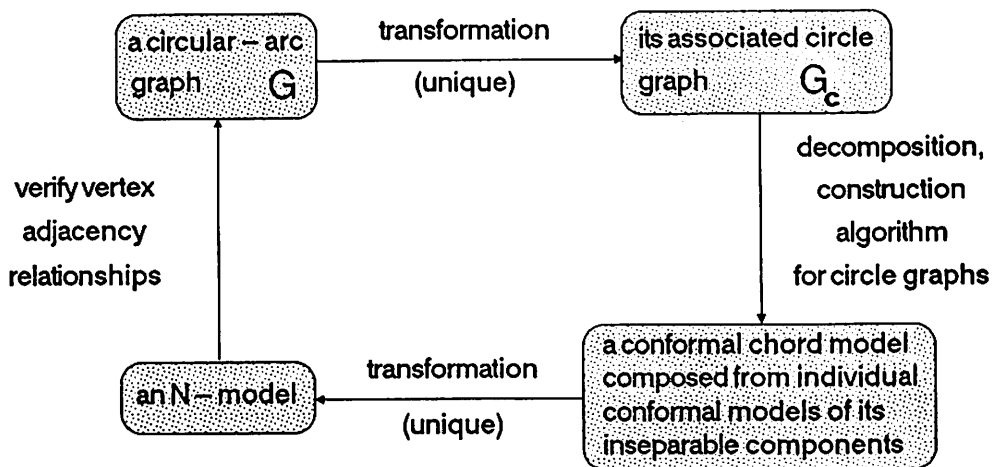 a circular – arc
graph G
transformation
(unique)
its associated circle
graph G_c
decomposition,
construction
algorithm
for circle graphs
a conformal chord model
composed from individual
conformal models of its
inseparable components
transformation
(unique)
an N – model
verify vertex
adjacency
relationships